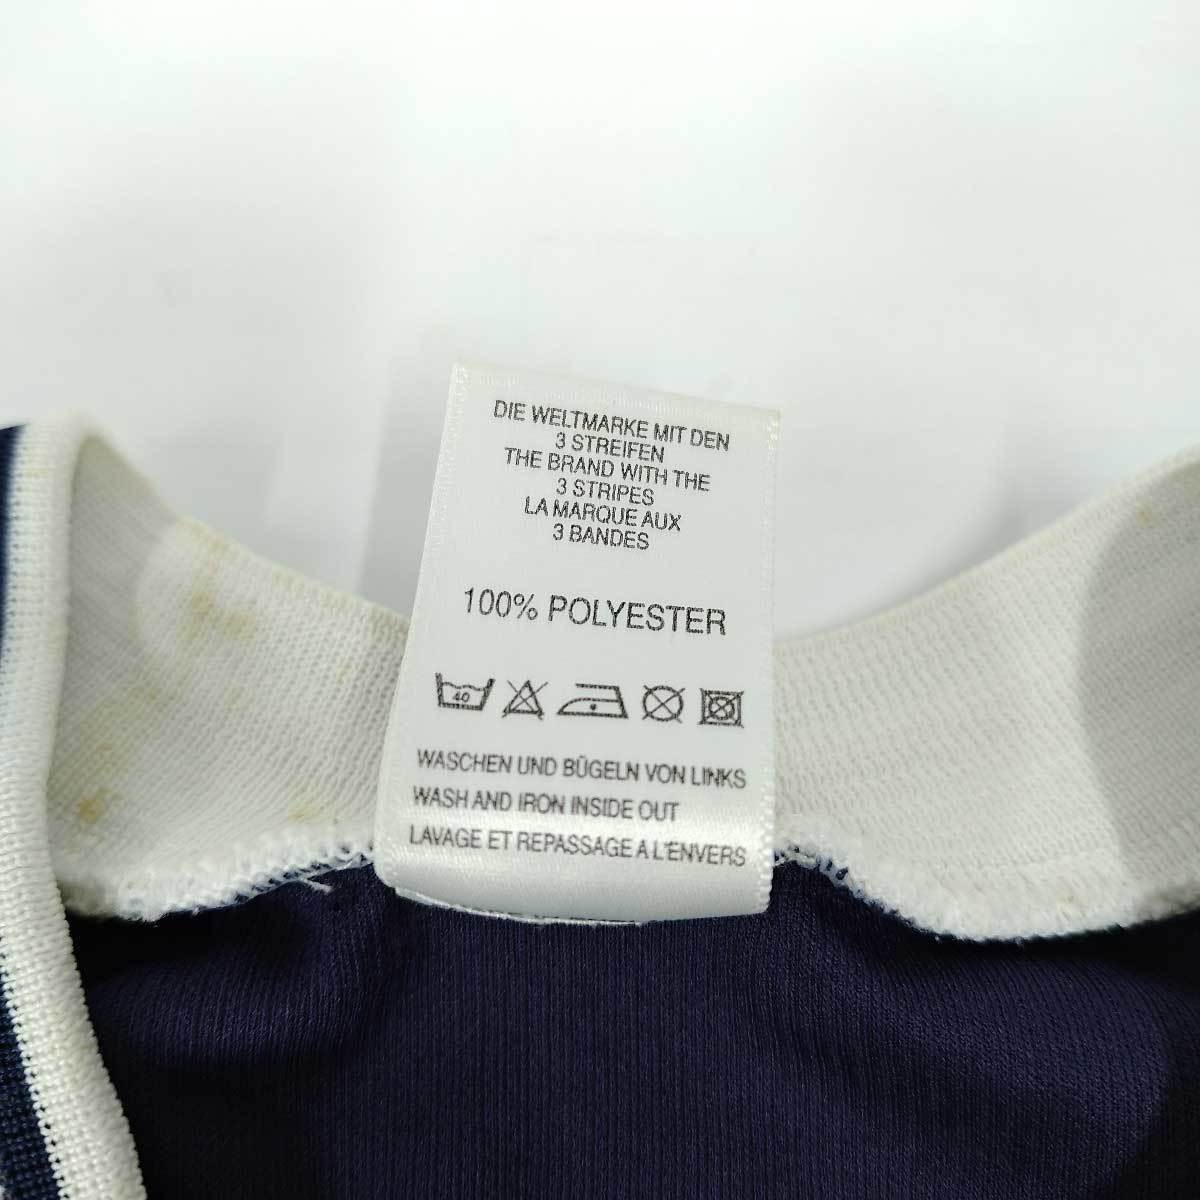 DIE WELTMARKE MIT DEN
3 STREIFEN
THE BRAND WITH THE
3 STRIPES
LA MARQUE AUX
3 BANDES
100% POLYESTER
40
WASCHEN UND BÜGELN VON LINKS
WASH AND IRON INSIDE OUT
LAVAGE ET REPASSAGE A L'ENVERS